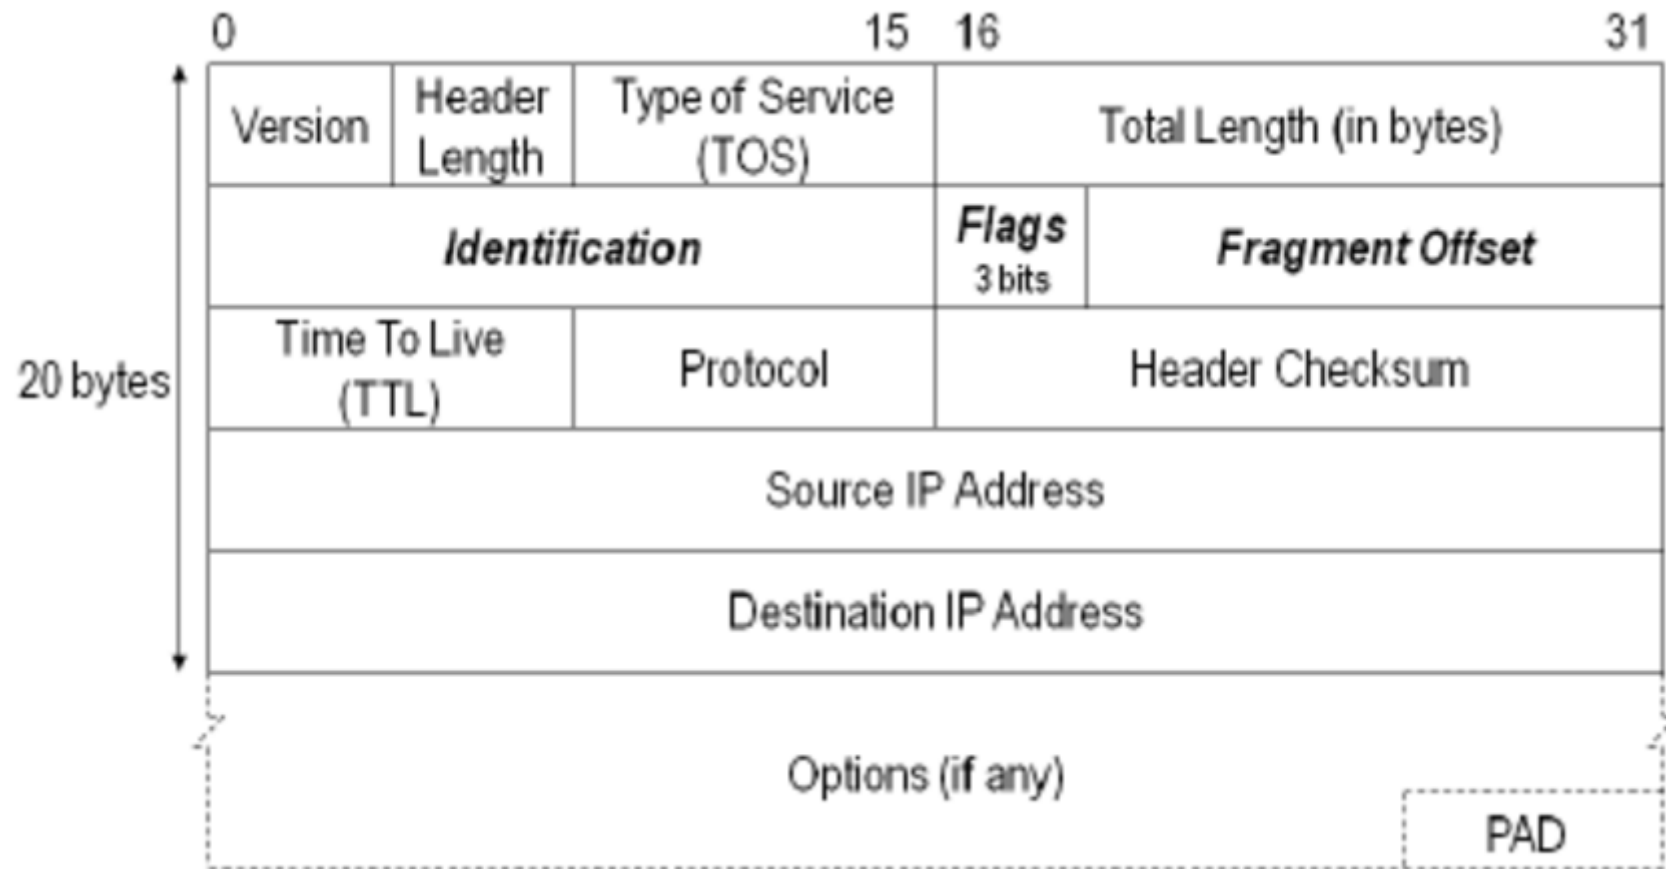 0 15 16 31
Version
Header
Length
Type of Service
(TOS)
Total Length (in bytes)
Identification
Flags
3 bits
Fragment Offset
20 bytes
Time To Live
(TTL)
Protocol
Header Checksum
Source IP Address
Destination IP Address
Options (if any)
PAD